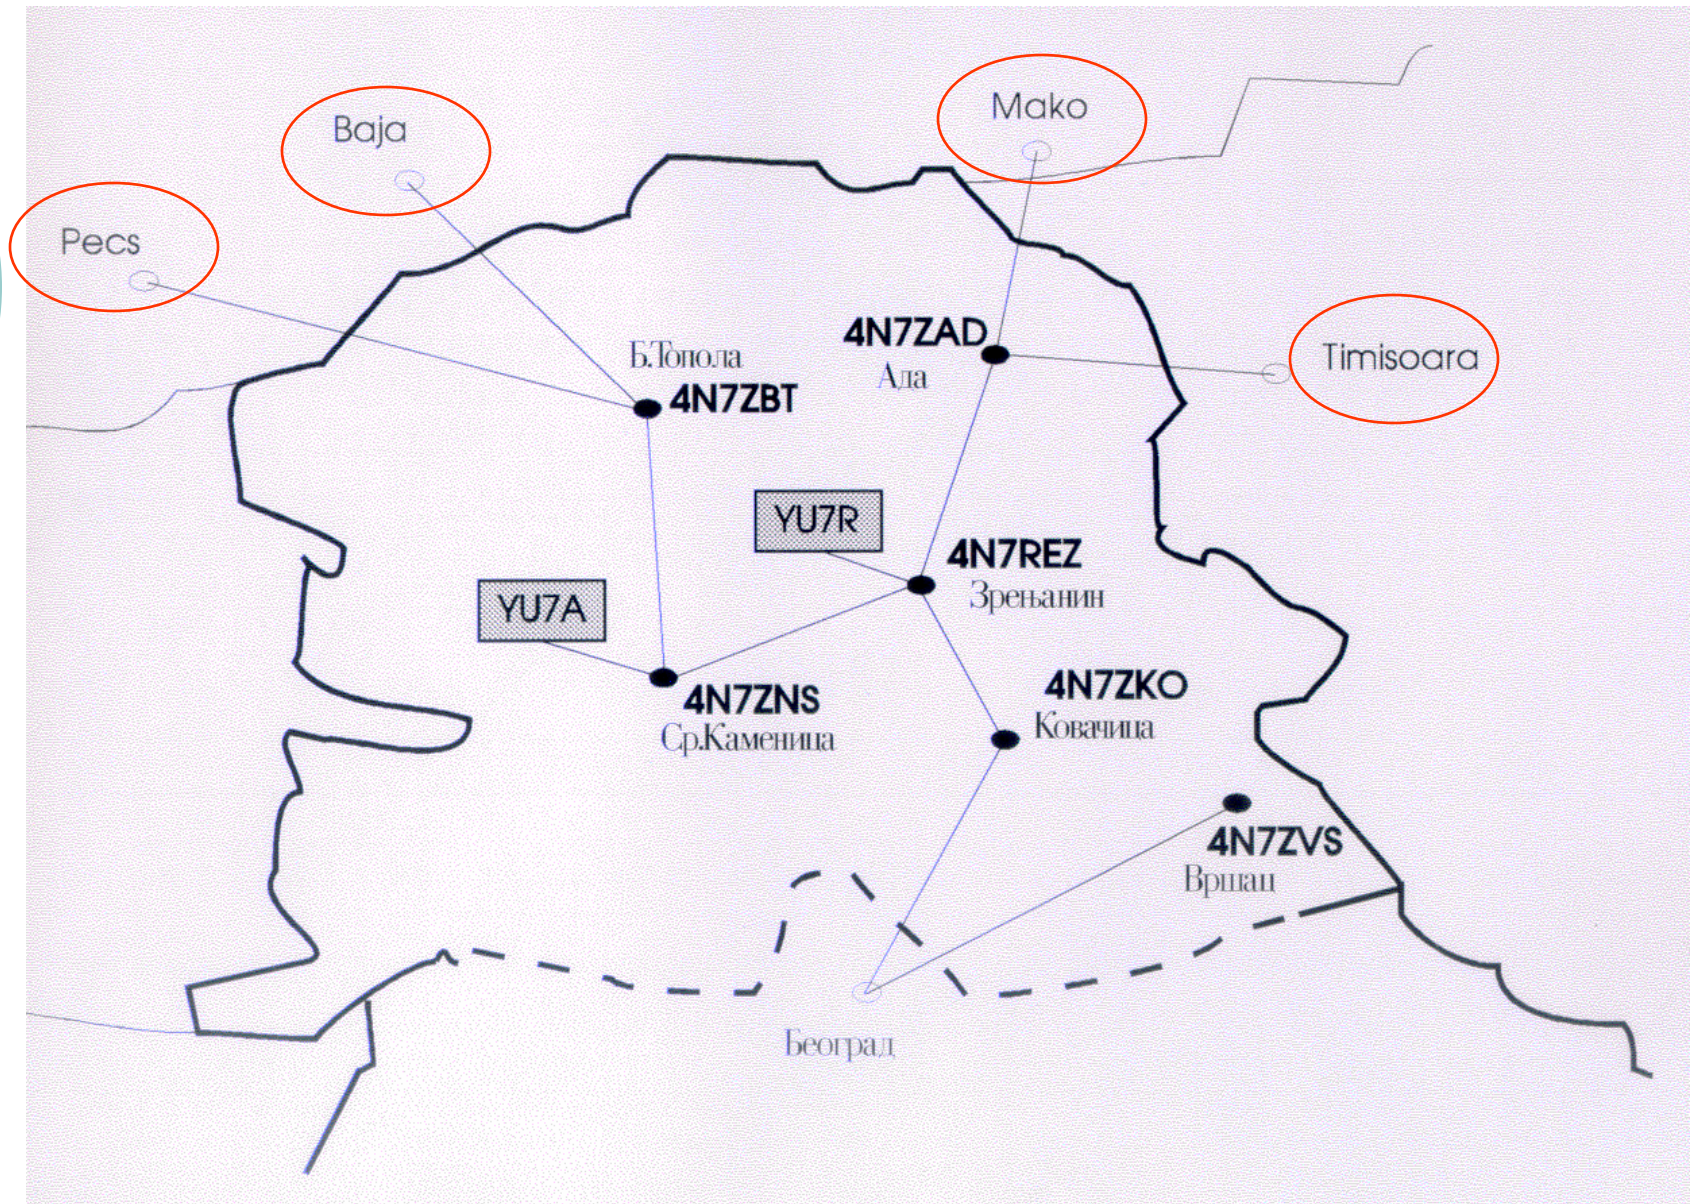 Mako
Baja
Pecs
4N7ZAD
Ада
Timisoara
Б.Топола
4N7ZBT
YU7R
4N7REZ
Зрењанин
YU7A
4N7ZNS
Ср.Каменица
4N7ZKO
Ковачица
4N7ZVS
Вршац
Београд